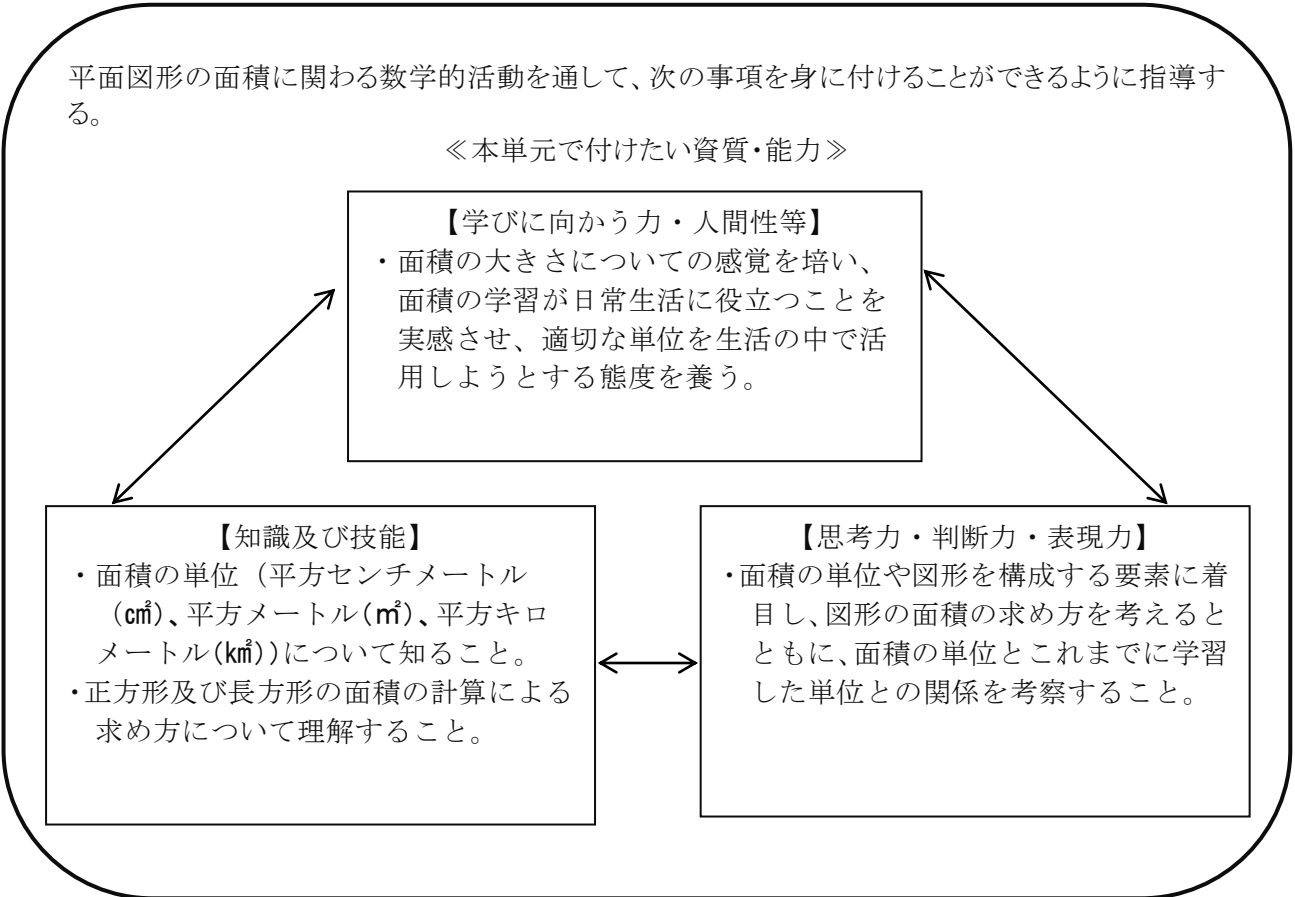 平面図形の面積に関わる数学的活動を通して、次の事項を身に付けることができるように指導す
る。
≪本単元で付けたい資質・能力≫
【学びに向かう力・人間性等】
・面積の大きさについての感覚を培い、
面積の学習が日常生活に役立つことを
実感させ、適切な単位を生活の中で活
用しようとする態度を養う。
【知識及び技能】
・面積の単位（平方センチメートル
(㎠)、平方メートル(㎡)、平方キロ
メートル(㎢))について知ること。
・正方形及び長方形の面積の計算による
求め方について理解すること。
【思考力・判断力・表現力】
・面積の単位や図形を構成する要素に着
目し、図形の面積の求め方を考えると
ともに、面積の単位とこれまでに学習
した単位との関係を考察すること。